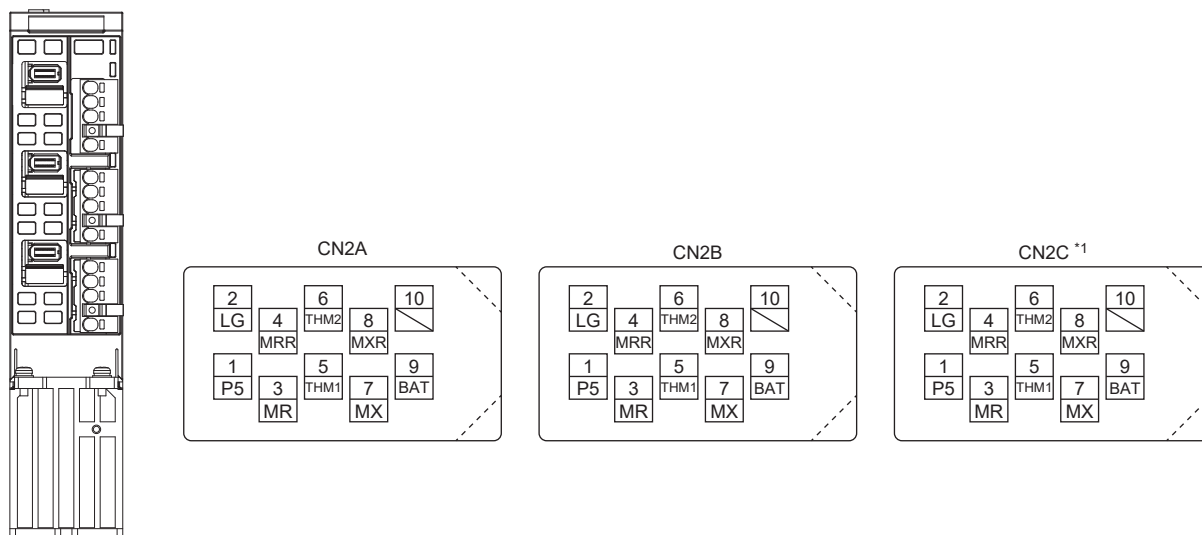 CN2A
CN2B
CN2C *1
2 6 10
LG 4 THM2 8
MRR MXR
1 5 9
P5 3 THM1 7 BAT
MR MX
2 6 10
LG 4 THM2 8
MRR MXR
1 5 9
P5 3 THM1 7 BAT
MR MX
2 6 10
LG 4 THM2 8
MRR MXR
1 5 9
P5 3 THM1 7 BAT
MR MX